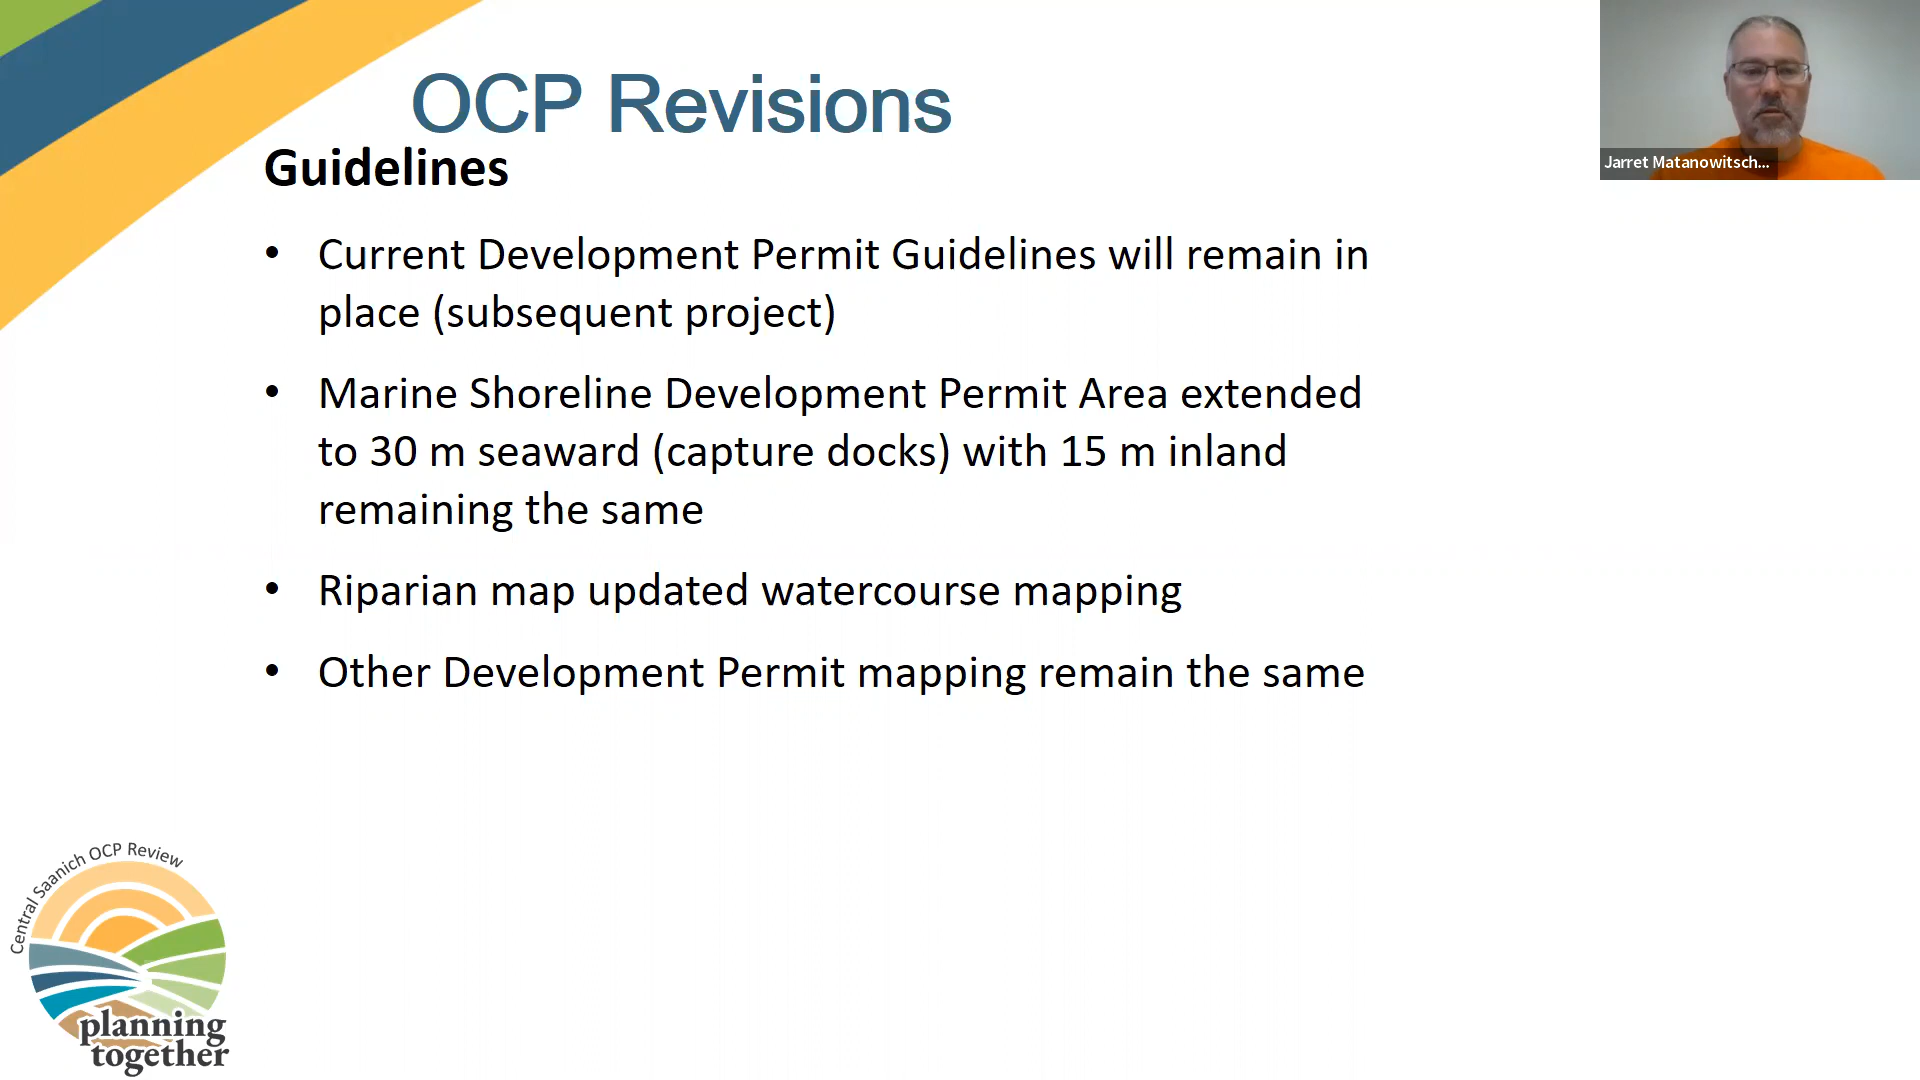 OCP Revisions
Jarret Matanowitsch...
Guidelines
• Current Development Permit Guidelines will remain in
place (subsequent project)
• Marine Shoreline Development Permit Area extended
to 30 m seaward (capture docks) with 15 m inland
remaining the same
• Riparian map updated watercourse mapping
• Other Development Permit mapping remain the same
Central Saanich OCP Review
planning
together